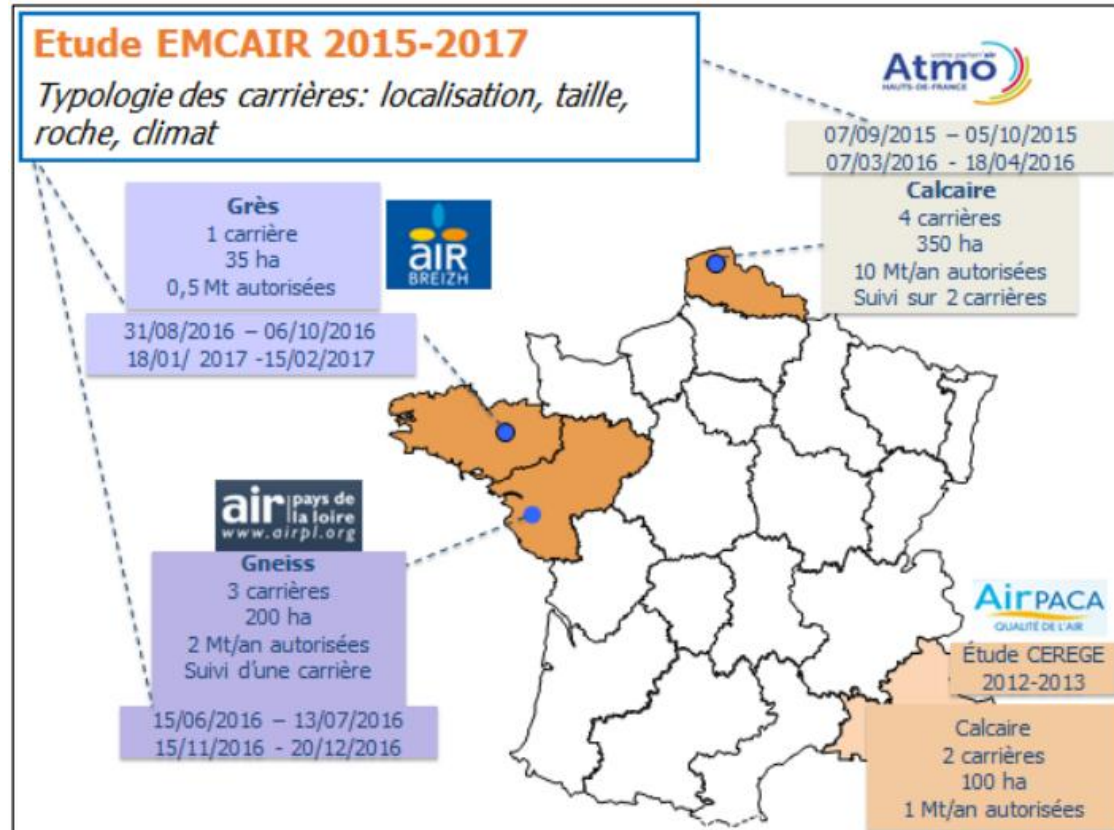 Etude EMCAIR 2015-2017
Typologie des carrières: localisation, taille,
roche, climat
votre parten'air
Atmo
HAUTS-DE-FRANCE
07/09/2015 – 05/10/2015
07/03/2016 - 18/04/2016
Calcaire
4 carrières
350 ha
10 Mt/an autorisées
Suivi sur 2 carrières
Grès
1 carrière
35 ha
0,5 Mt autorisées
aiR
BREIZH
31/08/2016 – 06/10/2016
18/01/ 2017 -15/02/2017
air pays de
la loire
www.airpl.org
Gneiss
3 carrières
200 ha
2 Mt/an autorisées
Suivi d'une carrière
15/06/2016 – 13/07/2016
15/11/2016 - 20/12/2016
AirPACA
QUALITÉ DE L'AIR
Étude CEREGE
2012-2013
Calcaire
2 carrières
100 ha
1 Mt/an autorisées